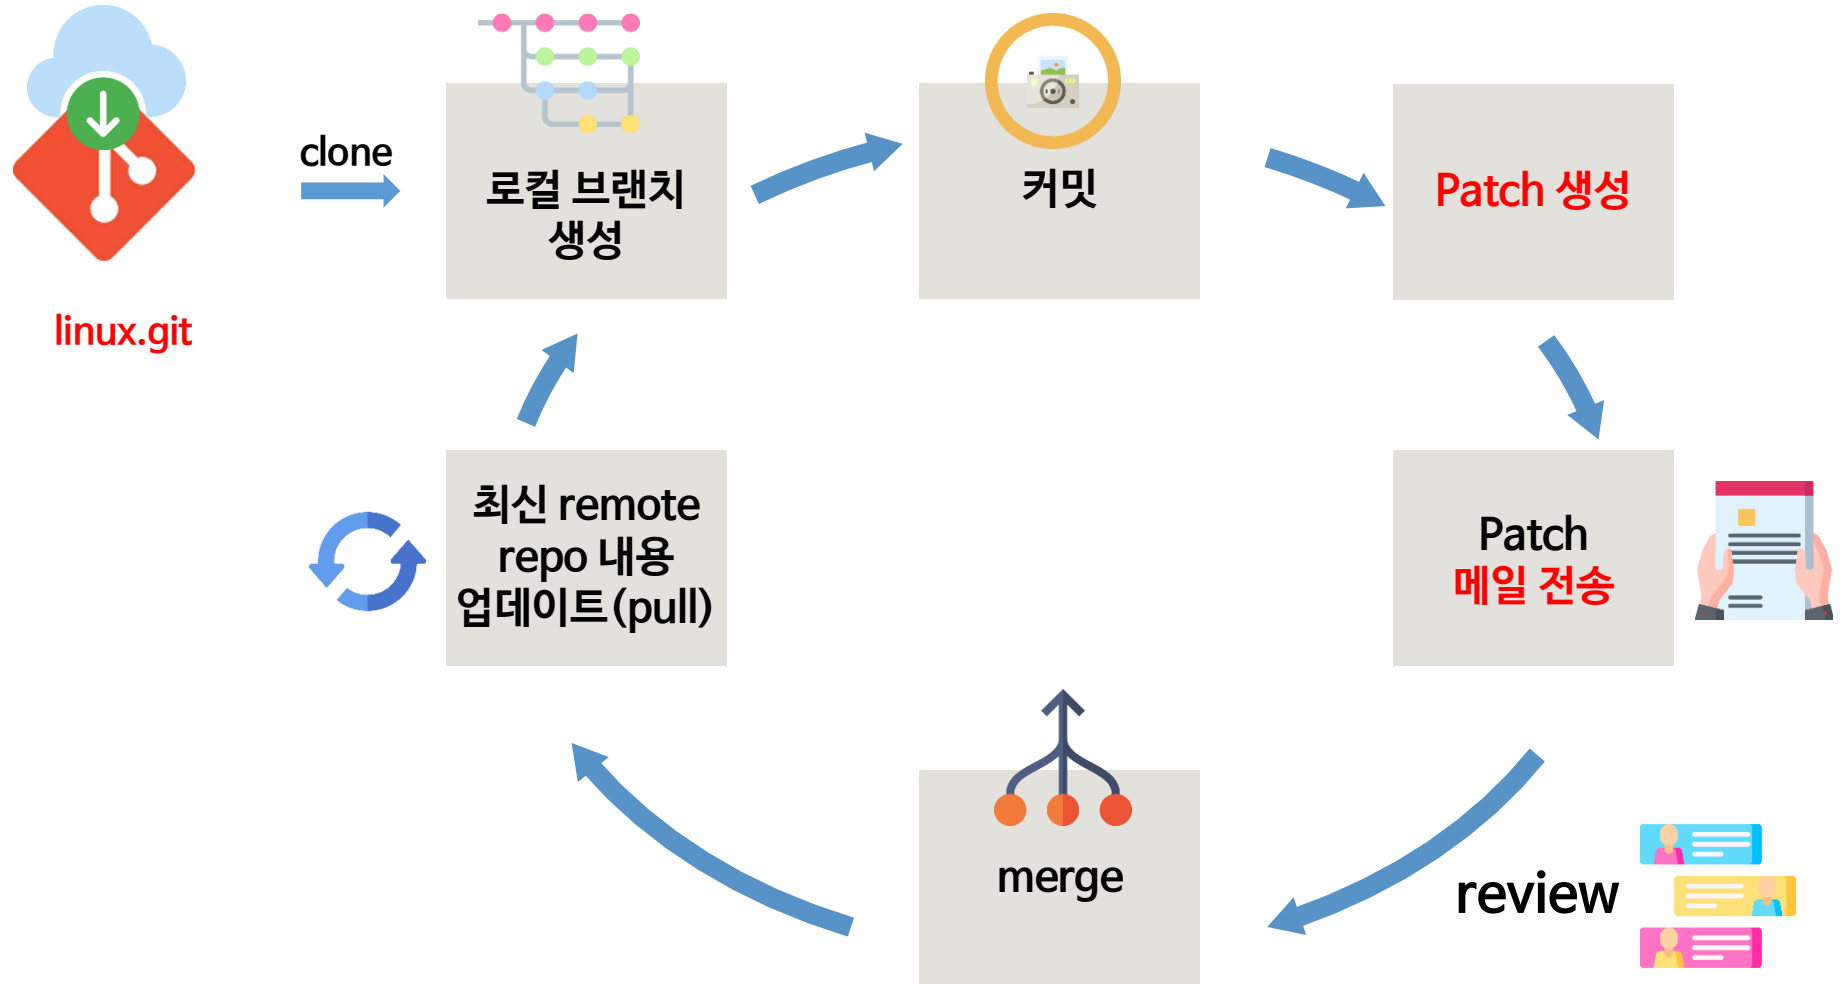 clone
로컬 브랜치
생성
커밋
Patch 생성
linux.git
최신 remote
repo 내용
업데이트(pull)
Patch
메일 전송
merge
review